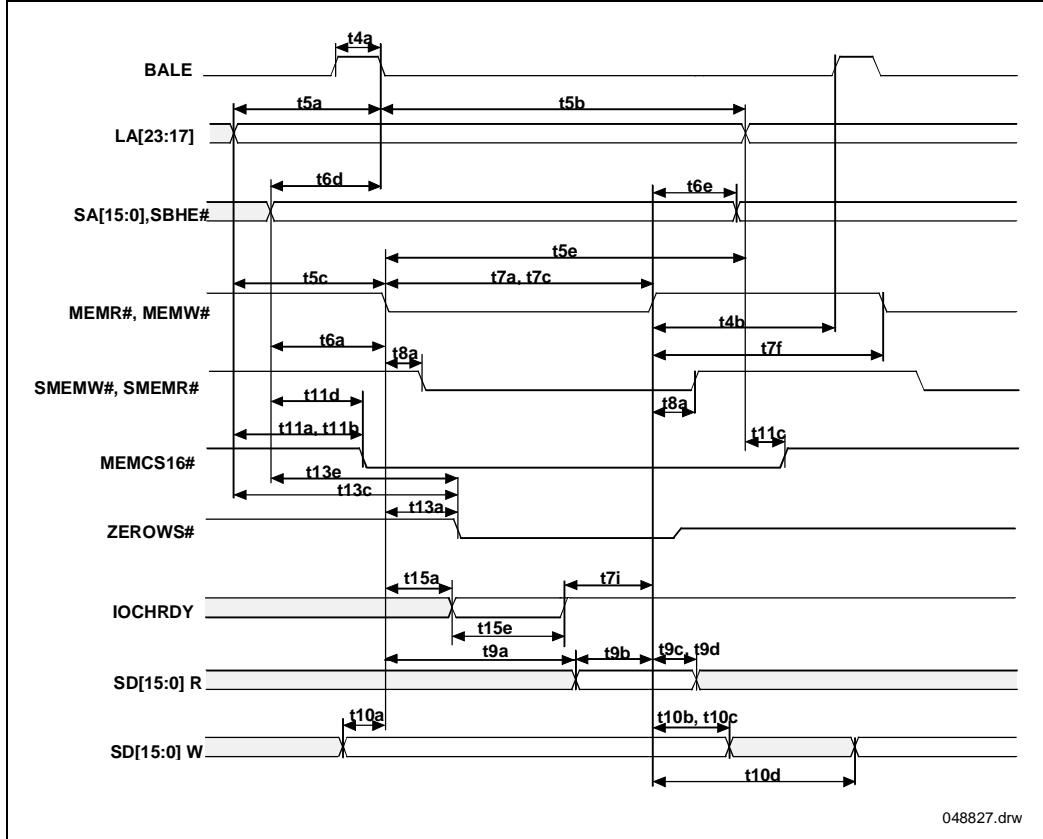 t4a
BALE
t5a t5b
LA[23:17]
t6d t6e
SA[15:0],SBHE#
t5e
t5c t7a, t7c
MEMR#, MEMW#
t4b
t6a t7f
t8a
SMEMW#, SMEMR#
t11d t8a
t11a, t11b t11c
MEMCS16#
t13e
t13c
t13a
ZEROWS#
t15a t7i
IOCHRDY
t15e
t9a t9b t9c, t9d
SD[15:0] R
t10a t10b, t10c
SD[15:0] W
t10d
048827.drw